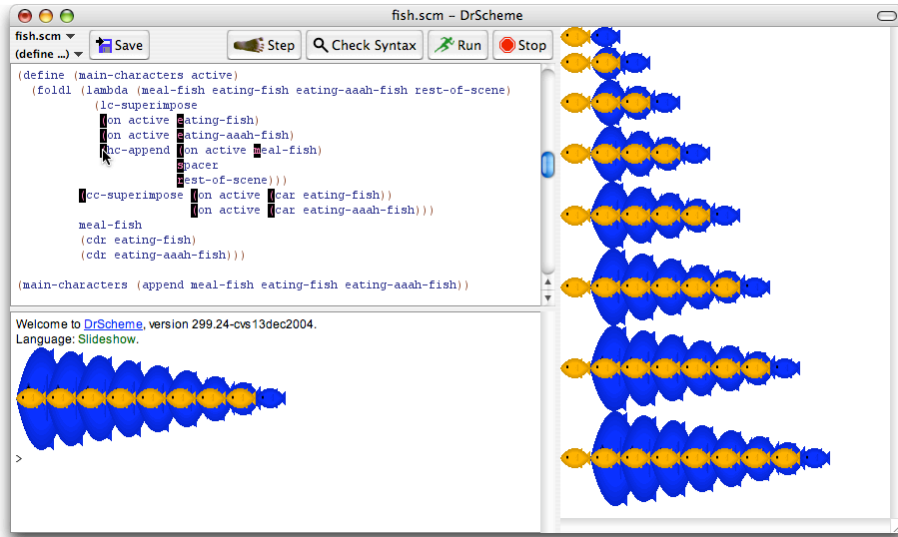 fish.scm – DrScheme
fish.scm
(define ...)
Save
Step
Check Syntax
Run
Stop
(define (main-characters active)
(foldl (lambda (meal-fish eating-fish eating-aaah-fish rest-of-scene)
(lc-superimpose
(on active eating-fish)
(on active eating-aaah-fish)
(hc-append (on active meal-fish)
spacer
rest-of-scene)))
(cc-superimpose (on active (car eating-fish))
(on active (car eating-aaah-fish)))
meal-fish
(cdr eating-fish)
(cdr eating-aaah-fish)))
(main-characters (append meal-fish eating-fish eating-aaah-fish))
Welcome to DrScheme, version 299.24-cvs13dec2004.
Language: Slideshow.
>